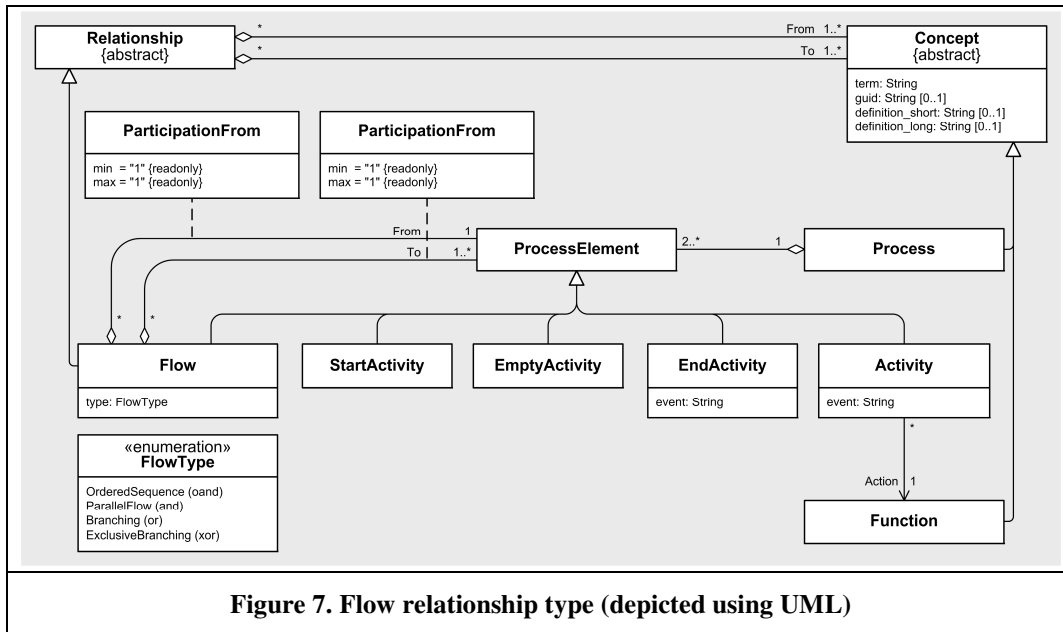 Relationship
{abstract}
*
*
From 1..*
To 1..*
Concept
{abstract}
term: String
guid: String [0..1]
definition_short: String [0..1]
definition_long: String [0..1]
ParticipationFrom
min = "1" {readonly}
max = "1" {readonly}
ParticipationFrom
min = "1" {readonly}
max = "1" {readonly}
From 1
To 1..*
ProcessElement
2..* 1
Process
* *
Flow
type: FlowType
StartActivity
EmptyActivity
EndActivity
event: String
Activity
event: String
*
Action 1
Function
«enumeration»
FlowType
OrderedSequence (oand)
ParallelFlow (and)
Branching (or)
ExclusiveBranching (xor)
Figure 7. Flow relationship type (depicted using UML)